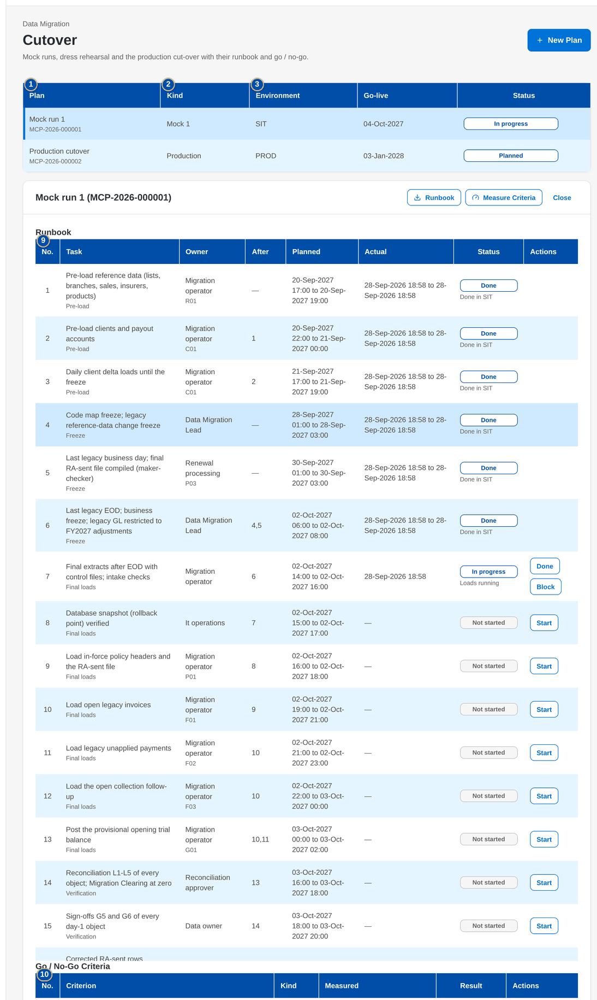 Data Migration
Cutover
+ New Plan
Mock runs, dress rehearsal and the production cut-over with their runbook and go / no-go.
1 2 3
Plan Kind Environment Go-live Status
Mock run 1
MCP-2026-000001
Mock 1 SIT 04-Oct-2027 In progress
Production cutover
MCP-2026-000002
Production PROD 03-Jan-2028 Planned
Mock run 1 (MCP-2026-000001)
Runbook Measure Criteria Close
Runbook
9
No. Task Owner After Planned Actual Status Actions
1
Pre-load reference data (lists,
branches, sales, insurers,
products)
Pre-load
Migration
operator
R01
—
20-Sep-2027
17:00 to 20-Sep-
2027 19:00
28-Sep-2026 18:58 to 28-
Sep-2026 18:58
Done
Done in SIT
2
Pre-load clients and payout
accounts
Pre-load
Migration
operator
C01
1
20-Sep-2027
22:00 to 21-Sep-
2027 00:00
28-Sep-2026 18:58 to 28-
Sep-2026 18:58
Done
Done in SIT
3
Daily client delta loads until the
freeze
Pre-load
Migration
operator
C01
2
21-Sep-2027
17:00 to 21-Sep-
2027 19:00
28-Sep-2026 18:58 to 28-
Sep-2026 18:58
Done
Done in SIT
4
Code map freeze; legacy
reference-data change freeze
Freeze
Data Migration
Lead
—
28-Sep-2027
01:00 to 28-Sep-
2027 03:00
28-Sep-2026 18:58 to 28-
Sep-2026 18:58
Done
Done in SIT
5
Last legacy business day; final
RA-sent file compiled (maker-
checker)
Freeze
Renewal
processing
P03
—
30-Sep-2027
01:00 to 30-Sep-
2027 03:00
28-Sep-2026 18:58 to 28-
Sep-2026 18:58
Done
Done in SIT
6
Last legacy EOD; business
freeze; legacy GL restricted to
FY2027 adjustments
Freeze
Data Migration
Lead
4,5
02-Oct-2027
06:00 to 02-Oct-
2027 08:00
28-Sep-2026 18:58 to 28-
Sep-2026 18:58
Done
Done in SIT
7
Final extracts after EOD with
control files; intake checks
Final loads
Migration
operator
6
02-Oct-2027
14:00 to 02-Oct-
2027 16:00
28-Sep-2026 18:58
In progress
Loads running
Done
Block
8
Database snapshot (rollback
point) verified
Final loads
It operations
7
02-Oct-2027
15:00 to 02-Oct-
2027 17:00
—
Not started
Start
9
Load in-force policy headers and
the RA-sent file
Final loads
Migration
operator
P01
8
02-Oct-2027
16:00 to 02-Oct-
2027 18:00
—
Not started
Start
10
Load open legacy invoices
Final loads
Migration
operator
F01
9
02-Oct-2027
19:00 to 02-Oct-
2027 21:00
—
Not started
Start
11
Load legacy unapplied payments
Final loads
Migration
operator
F02
10
02-Oct-2027
21:00 to 02-Oct-
2027 23:00
—
Not started
Start
12
Load the open collection follow-
up
Final loads
Migration
operator
F03
10
02-Oct-2027
22:00 to 03-Oct-
2027 00:00
—
Not started
Start
13
Post the provisional opening trial
balance
Final loads
Migration
operator
G01
10,11
03-Oct-2027
00:00 to 03-Oct-
2027 02:00
—
Not started
Start
14
Reconciliation L1-L5 of every
object; Migration Clearing at zero
Verification
Reconciliation
approver
13
03-Oct-2027
16:00 to 03-Oct-
2027 18:00
—
Not started
Start
15
Sign-offs G5 and G6 of every
day-1 object
Verification
Data owner
14
03-Oct-2027
18:00 to 03-Oct-
2027 20:00
—
Not started
Start
Corrected RA-sent rows
Go / No-Go Criteria
10
No. Criterion Kind Measured Result Actions